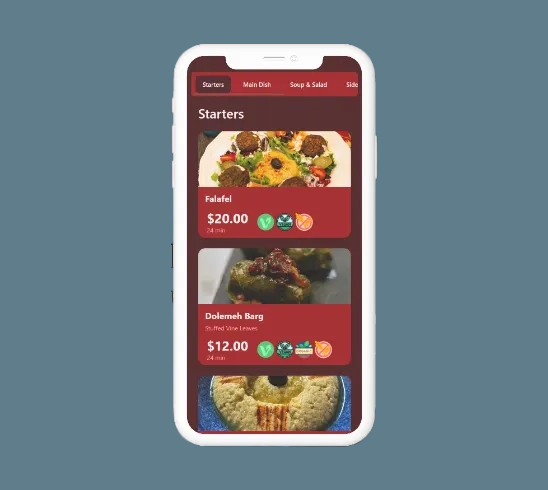 Starters Main Dish Soup & Salad Side
Starters
Falafel
$20.00
24 min
Dolemeh Barg
Stuffed Vine Leaves
$12.00
24 min